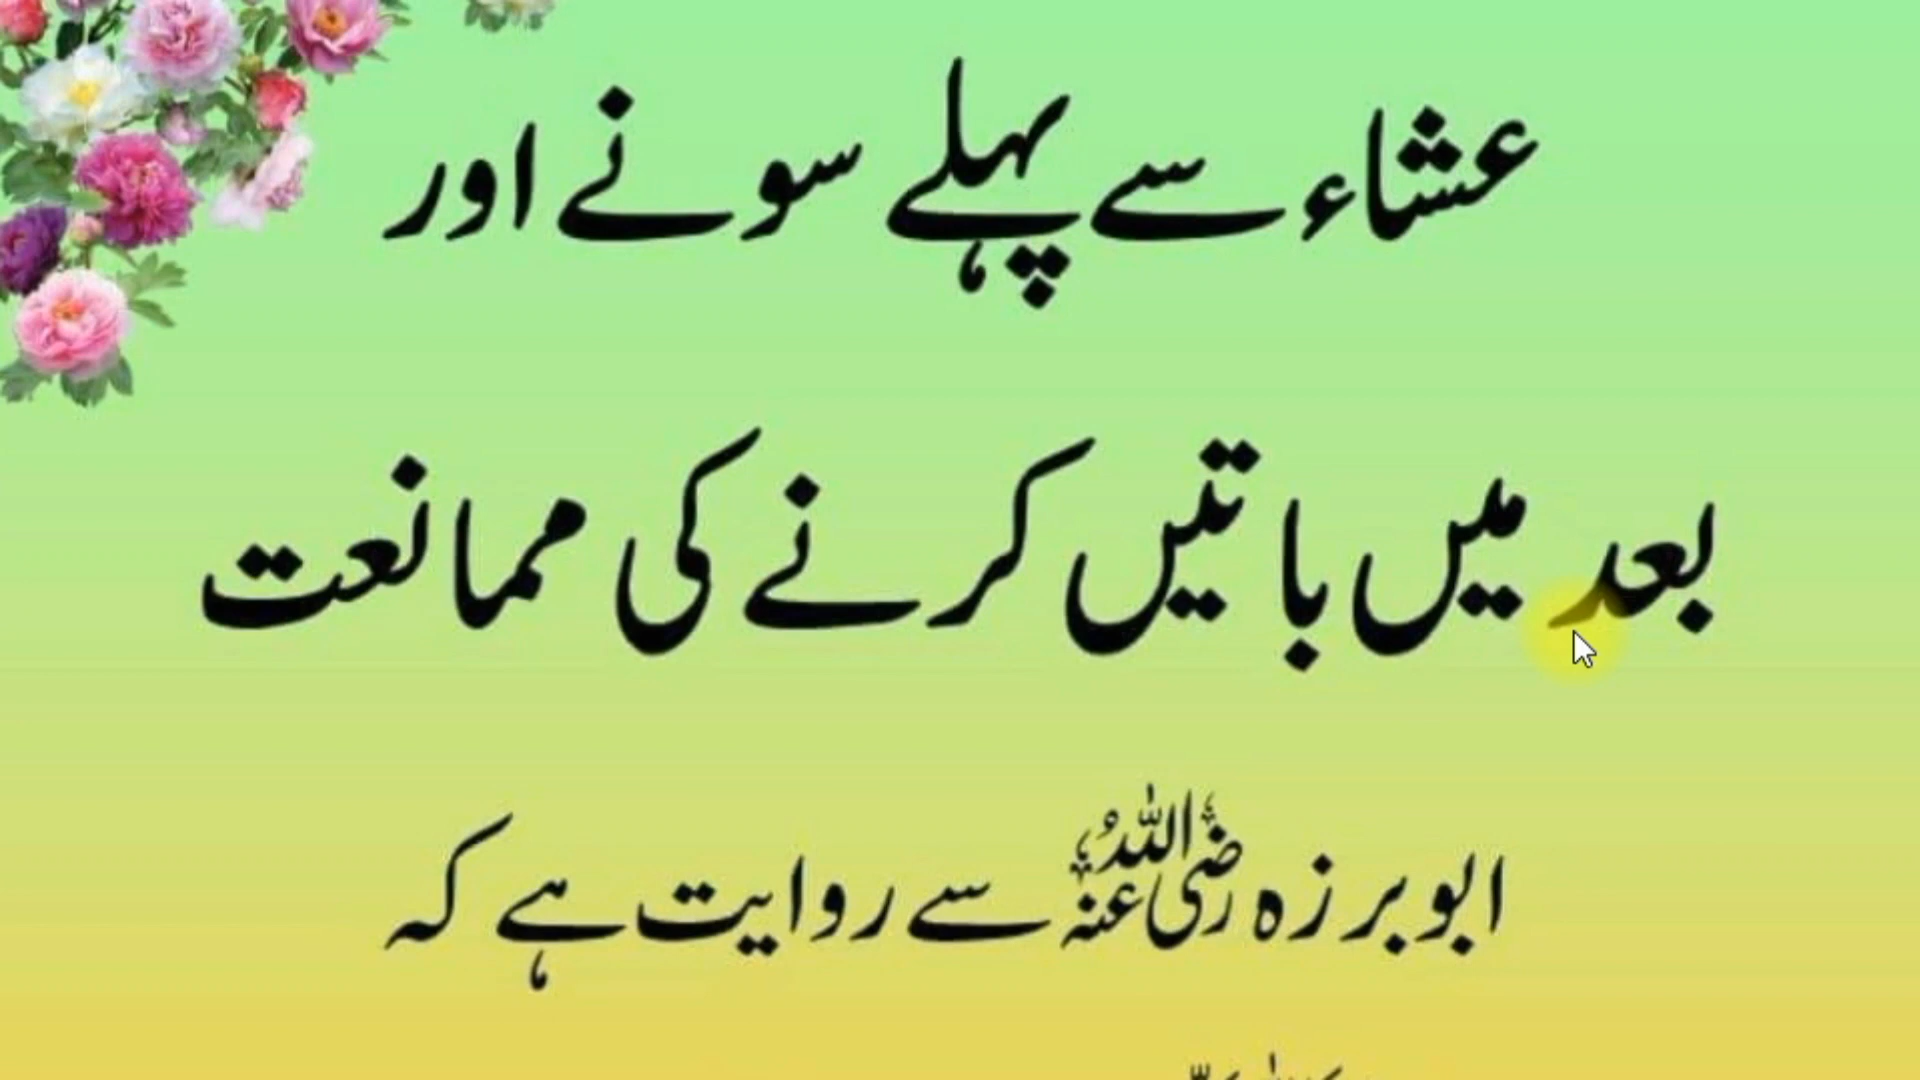 عشاء سے پہلے سونے اور
بعد میں باتیں کرنے کی ممانعت
ابو برزہ رضی اللہ عنہ سے روایت ہے کہ